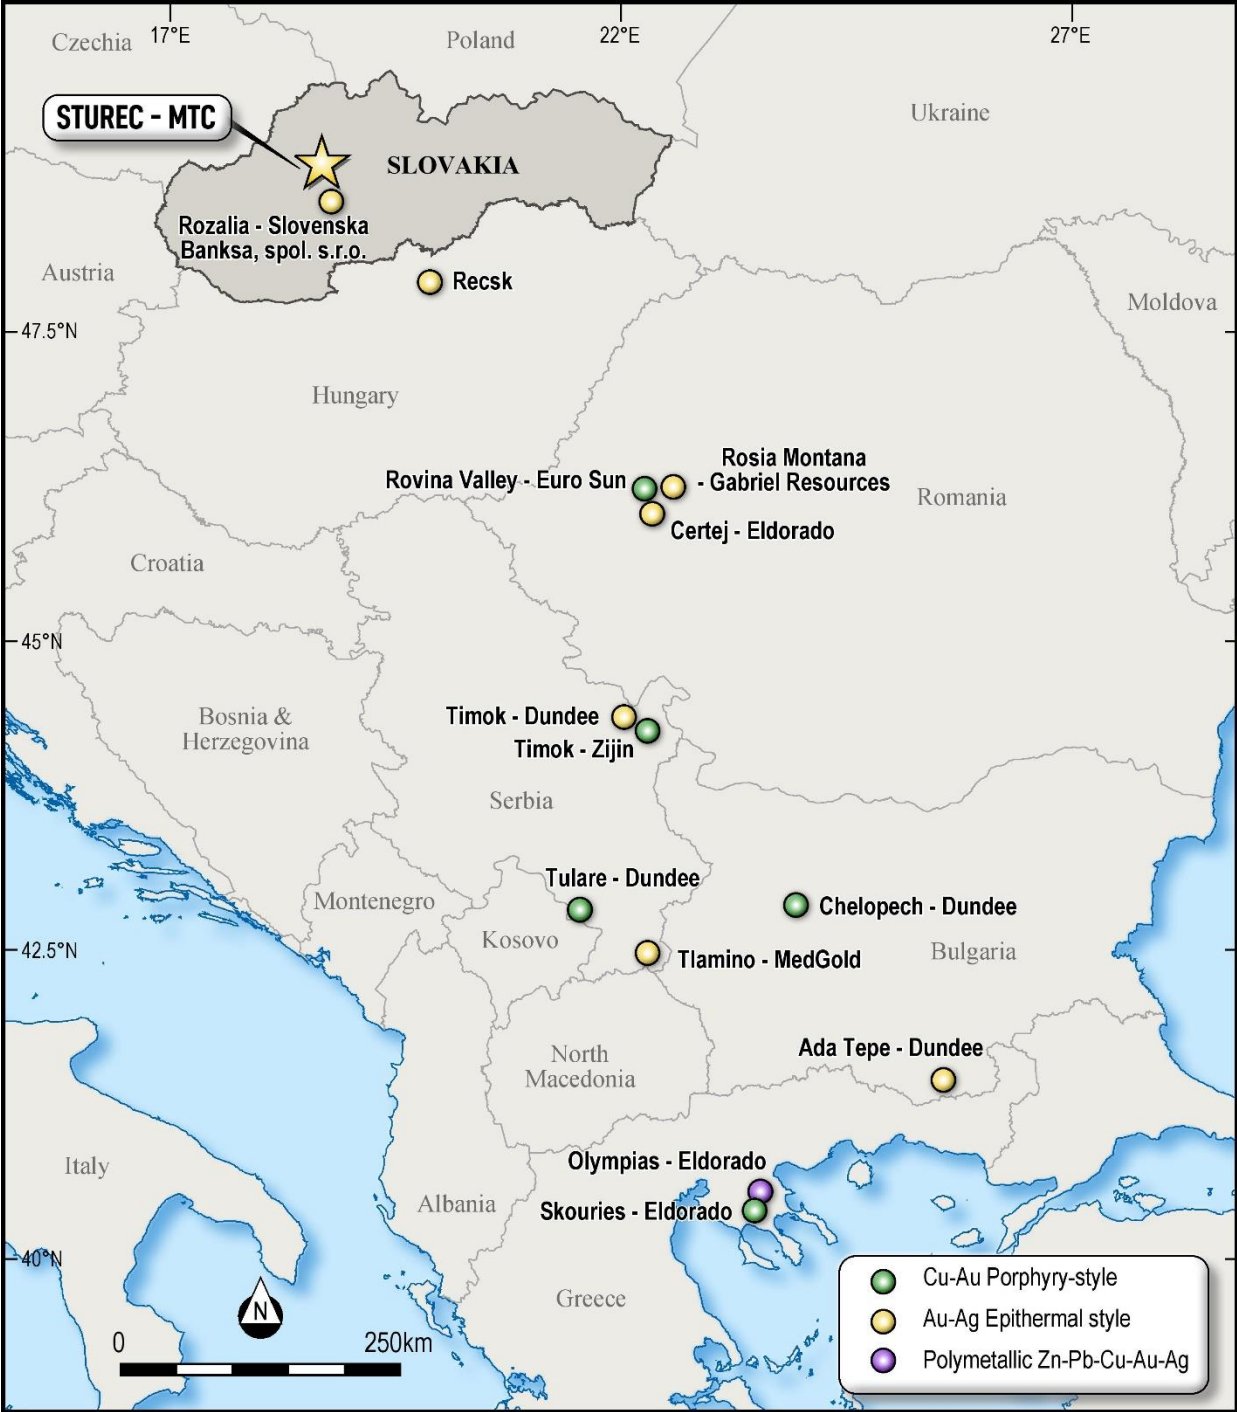 17°E
22°E
27°E
Czechia
Poland
Ukraine
STUREC - MTC
SLOVAKIA
Rozalia - Slovenska
Banksa, spol. s.r.o.
Austria
Recsk
Moldova
47.5°N
Hungary
Rovina Valley - Euro Sun
Rosia Montana
- Gabriel Resources
Romania
Certej - Eldorado
Croatia
45°N
Bosnia &
Herzegovina
Timok - Dundee
Timok - Zijin
Serbia
Tulare - Dundee
Montenegro
Chelopech - Dundee
Kosovo
42.5°N
Tlamino - MedGold
Bulgaria
Ada Tepe - Dundee
North
Macedonia
Italy
Olympias - Eldorado
Albania
Skouries - Eldorado
40°N
Greece
N
0
250km
Cu-Au Porphyry-style
Au-Ag Epithermal style
Polymetallic Zn-Pb-Cu-Au-Ag